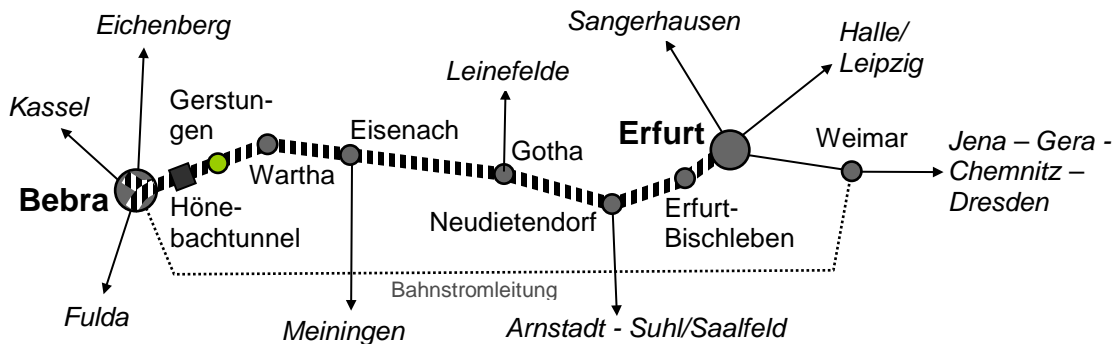 Eichenberg
Kassel
Gerstun-
gen
Bebra
Höne-
bachtunnel
Wartha
Eisenach
Leinefelde
Gotha
Neudietendorf
Sangerhausen
Halle/
Leipzig
Erfurt
Erfurt-
Bischleben
Weimar
Jena – Gera -
Chemnitz –
Dresden
Bahnstromleitung
Fulda
Meiningen
Arnstadt - Suhl/Saalfeld